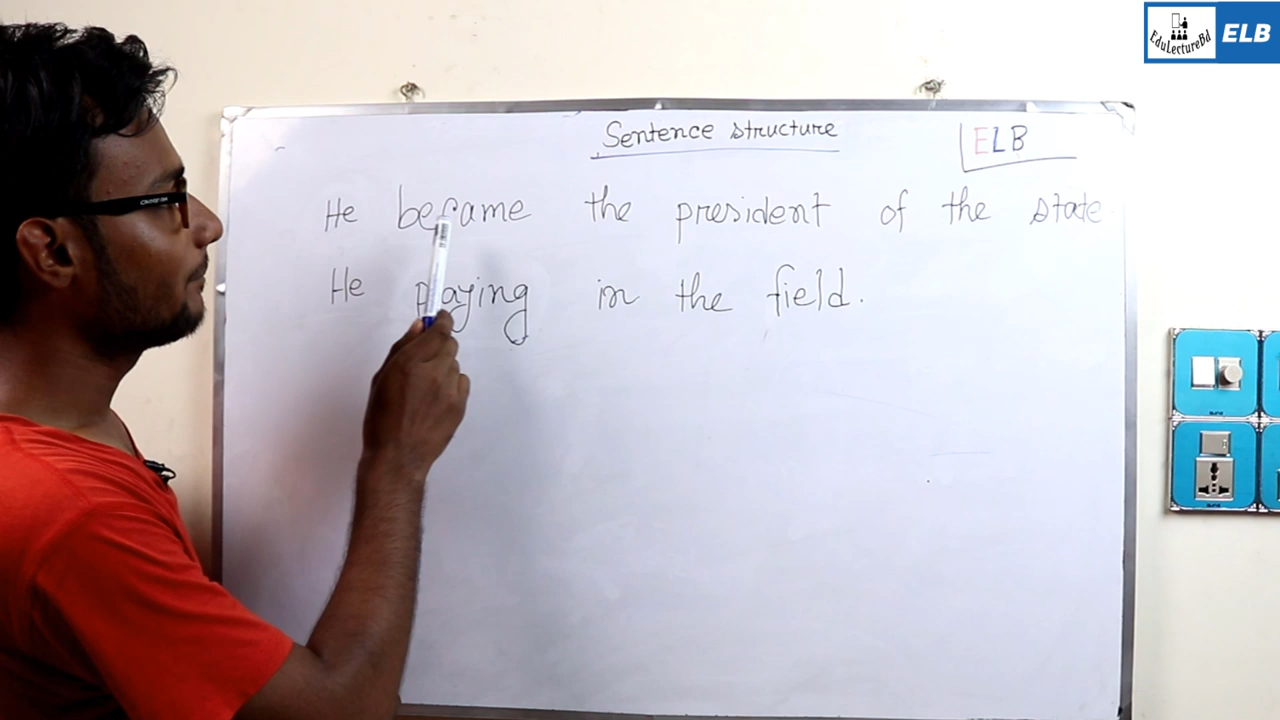 EduLectureBd ELB
Sentence structure
ELB
He became the president of the state
He playing in the field.